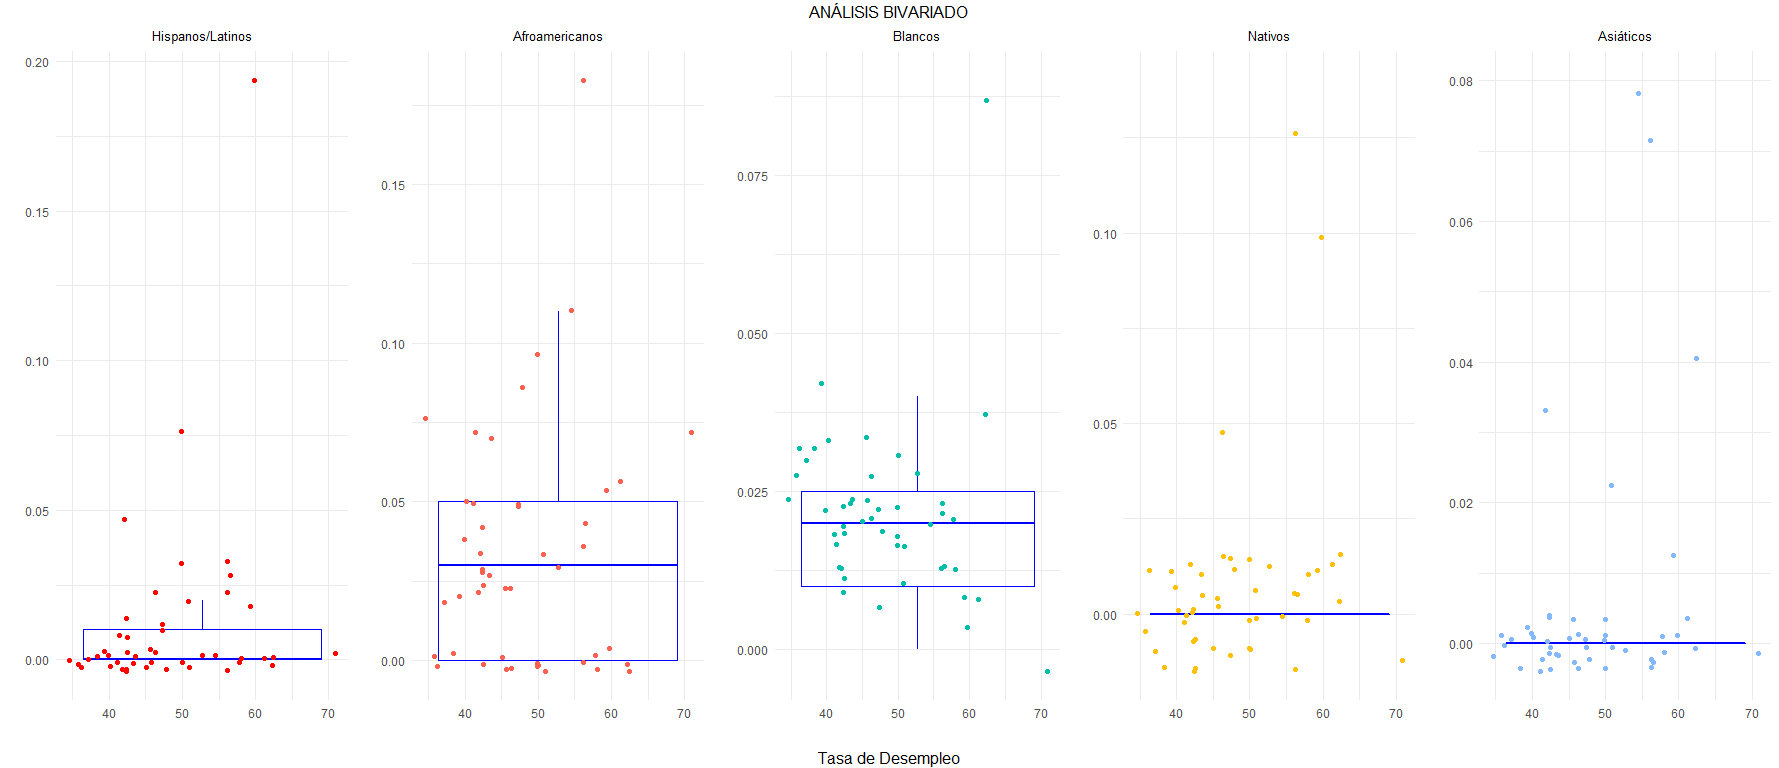 ANÁLISIS BIVARIADO
Hispanos/Latinos Afroamericanos Blancos Nativos Asiáticos
0.20
0.15
0.10
0.05
0.00
40 50 60 70
0.15
0.10
0.05
0.00
40 50 60 70
0.075
0.050
0.025
0.000
40 50 60 70
0.10
0.05
0.00
40 50 60 70
0.08
0.06
0.04
0.02
0.00
40 50 60 70
Tasa de Desempleo